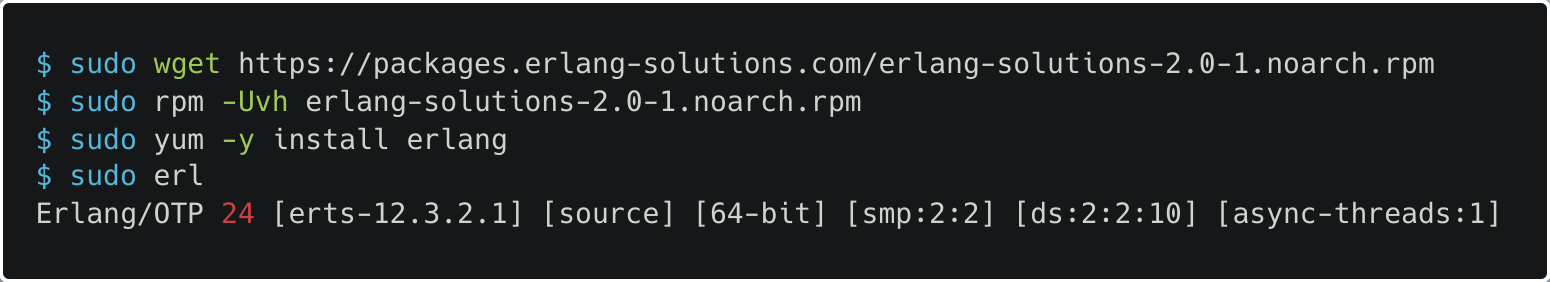 $ sudo wget https://packages.erlang-solutions.com/erlang-solutions-2.0-1.noarch.rpm
$ sudo rpm -Uvh erlang-solutions-2.0-1.noarch.rpm
$ sudo yum -y install erlang
$ sudo erl
Erlang/OTP 24 [erts-12.3.2.1] [source] [64-bit] [smp:2:2] [ds:2:2:10] [async-threads:1]